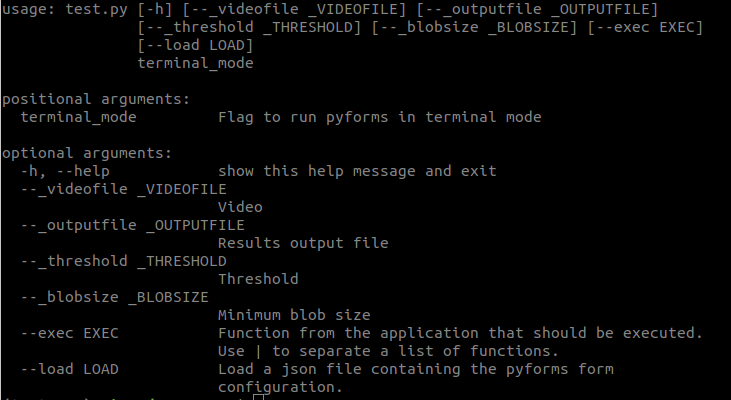 usage: test.py [-h] [--_videofile _VIDEOFILE] [--_outputfile _OUTPUTFILE]
               [--_threshold _THRESHOLD] [--_blobsize _BLOBSIZE] [--exec EXEC]
               [--load LOAD]
               terminal_mode

positional arguments:
  terminal_mode         Flag to run pyforms in terminal mode

optional arguments:
  -h, --help            show this help message and exit
  --_videofile _VIDEOFILE
                        Video
  --_outputfile _OUTPUTFILE
                        Results output file
  --_threshold _THRESHOLD
                        Threshold
  --_blobsize _BLOBSIZE
                        Minimum blob size
  --exec EXEC           Function from the application that should be executed.
                        Use | to separate a list of functions.
  --load LOAD           Load a json file containing the pyforms form
                        configuration.